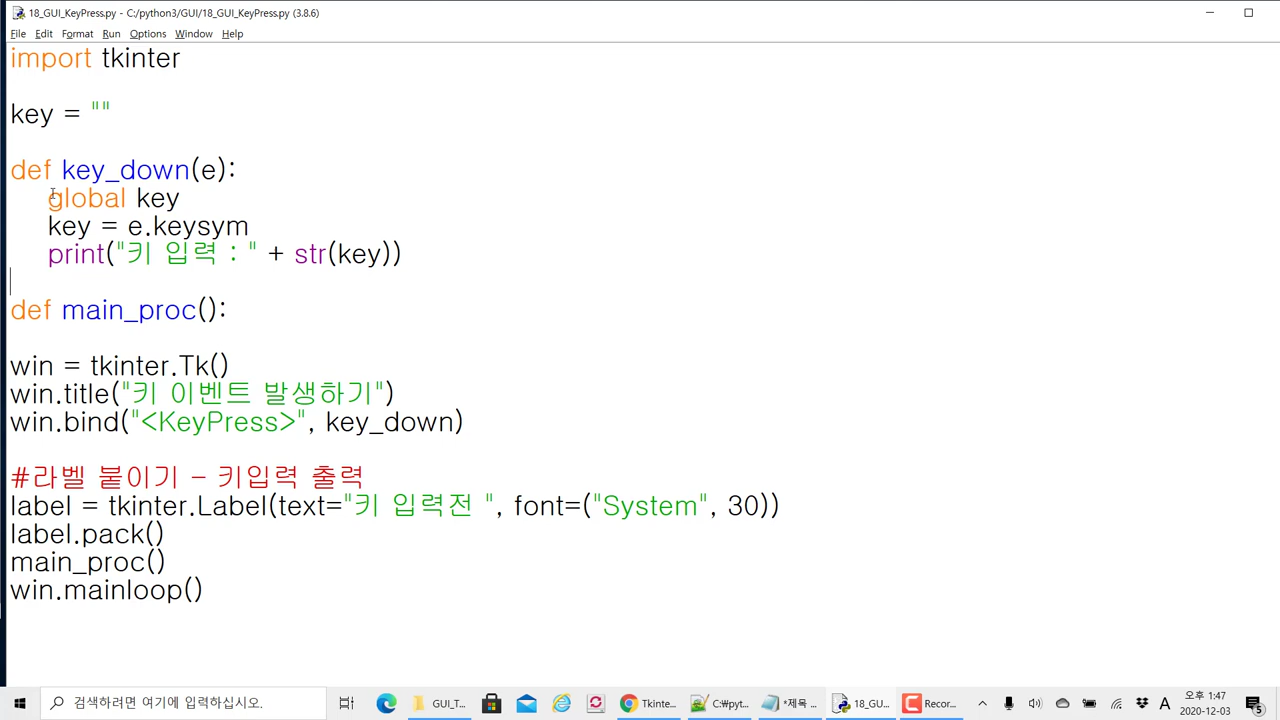 18_GUI_KeyPress.py - C:/python3/GUI/18_GUI_KeyPress.py (3.8.6)
File Edit Format Run Options Window Help
import tkinter
key = ""
def key_down(e):
global key
key = e.keysym
print("키 입력 : " + str(key))
def main_proc():
win = tkinter.Tk()
win.title("키 이벤트 발생하기")
win.bind("<KeyPress>", key_down)
#라벨 붙이기 - 키입력 출력
label = tkinter.Label(text="키 입력전 ", font=("System", 30))
label.pack()
main_proc()
win.mainloop()
검색하려면 여기에 입력하십시오. GUI_T... Tkinte... C:₩pyt... *제목 ... 18_GU... Recor... A 오후 1:47
2020-12-03 5